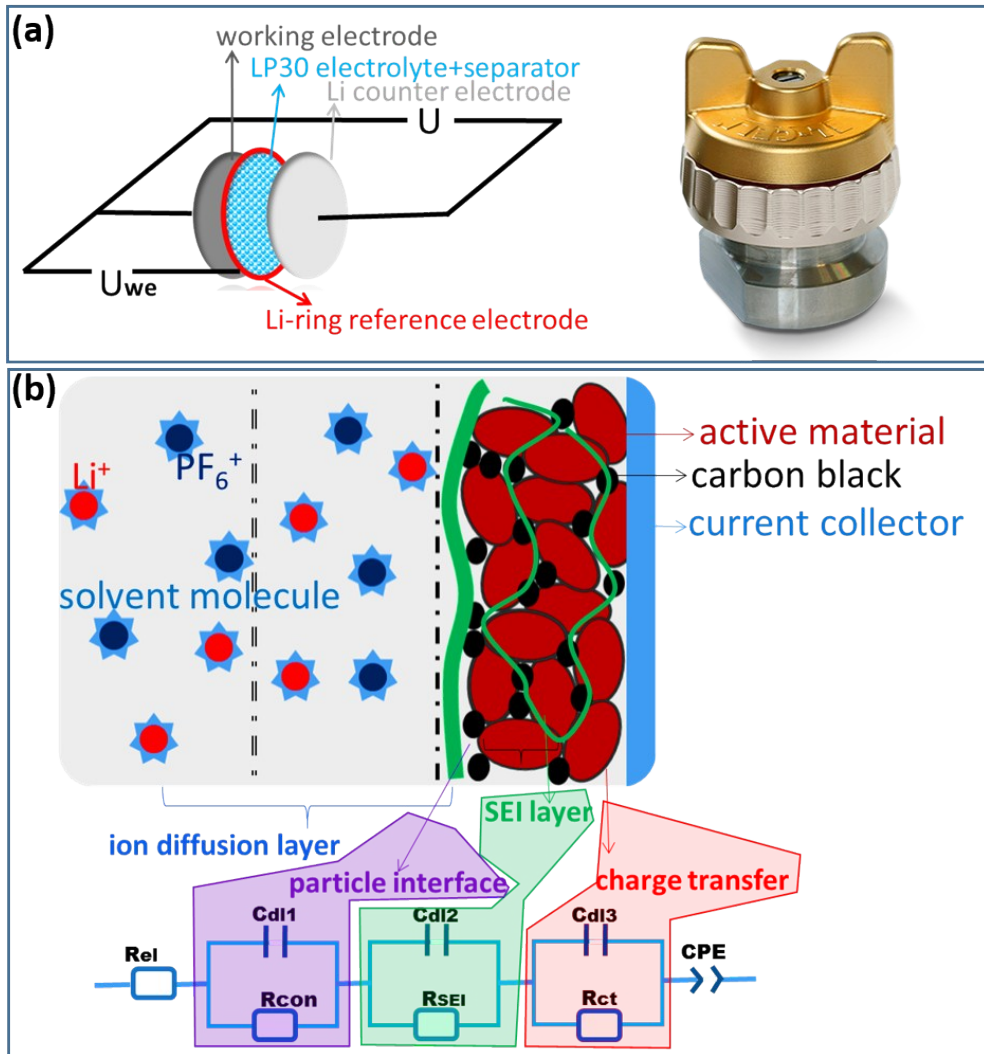 (a)
working electrode
LP30 electrolyte+separator
Li counter electrode
U
Uwe
Li-ring reference electrode
(b)
Li⁺
PF₆⁺
solvent molecule
active material
carbon black
current collector
ion diffusion layer
SEI layer
particle interface
charge transfer
Rel
Cdl1
Rcon
Cdl2
RSEI
Cdl3
Rct
CPE